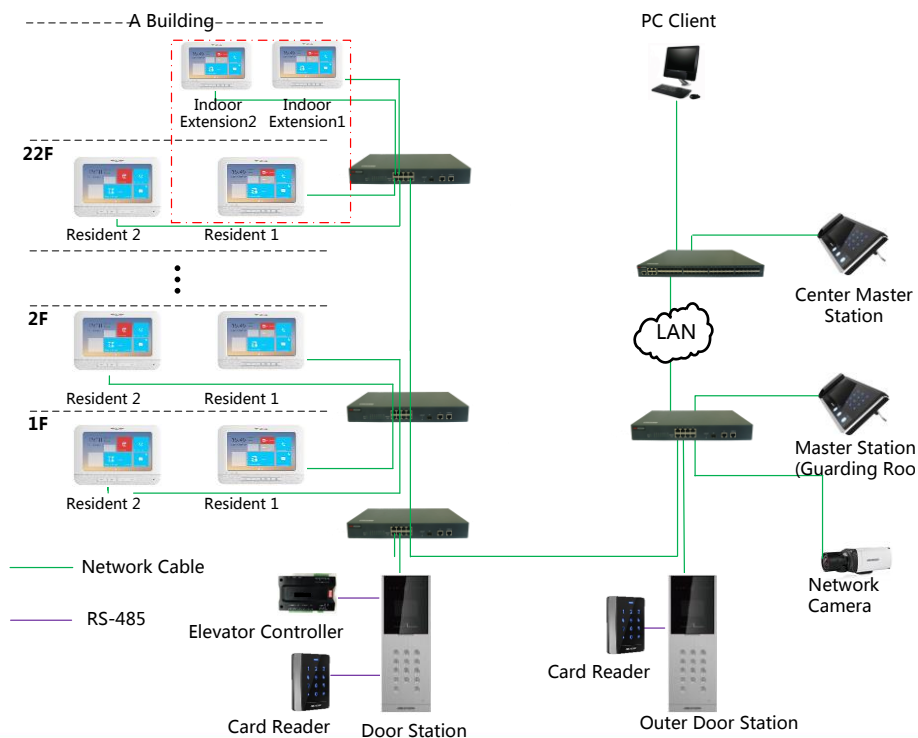 A Building
PC Client
Indoor
Extension2
Indoor
Extension1
22F
Resident 2
Resident 1
Center Master
Station
LAN
2F
Resident 2
Resident 1
1F
Master Station
(Guarding Roo
Resident 2
Resident 1
Network Cable
RS-485
Elevator Controller
Card Reader
Door Station
Card Reader
Outer Door Station
Network
Camera